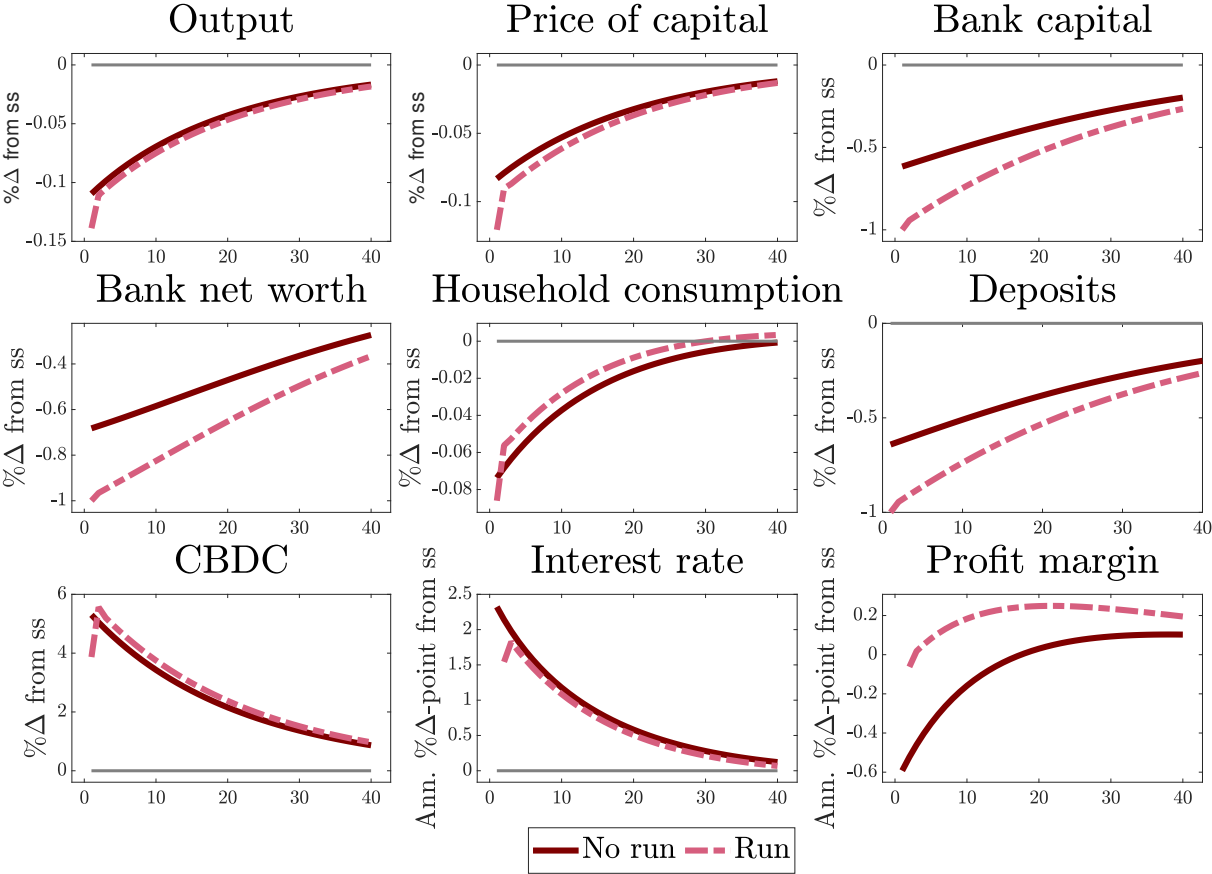 Output
%Δ from ss
0
-0.05
-0.1
-0.15
0 10 20 30 40
Price of capital
%Δ from ss
0
-0.05
-0.1
0 10 20 30 40
Bank capital
%Δ from ss
0
-0.5
-1
0 10 20 30 40
Bank net worth
%Δ from ss
-0.4
-0.6
-0.8
-1
0 10 20 30 40
Household consumption
%Δ from ss
0
-0.02
-0.04
-0.06
-0.08
0 10 20 30 40
Deposits
%Δ from ss
0
-0.5
-1
0 10 20 30 40
CBDC
%Δ from ss
6
4
2
0
0 10 20 30 40
Interest rate
Ann. %Δ-point from ss
2.5
2
1.5
1
0.5
0
0 10 20 30 40
Profit margin
Ann. %Δ-point from ss
0.2
0
-0.2
-0.4
-0.6
0 10 20 30 40
No run Run